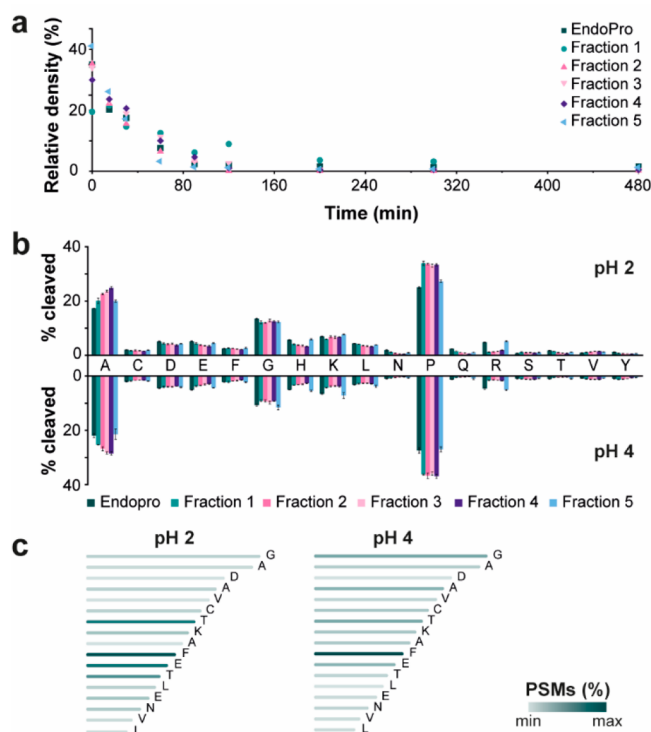 a
Relative density (%)
40
20
0
0 80 160 240 320 400 480
Time (min)
EndoPro
Fraction 1
Fraction 2
Fraction 3
Fraction 4
Fraction 5
b
% cleaved
40
20
0
pH 2
A C D E F G H K L N P Q R S T V Y
% cleaved
0
20
40
pH 4
Endopro Fraction 1 Fraction 2 Fraction 3 Fraction 4 Fraction 5
c
pH 2
G
A
D
A
V
C
T
K
A
F
E
T
L
E
N
V
pH 4
G
A
D
A
V
C
T
K
A
F
E
T
L
E
N
V
L
PSMs (%)
min max